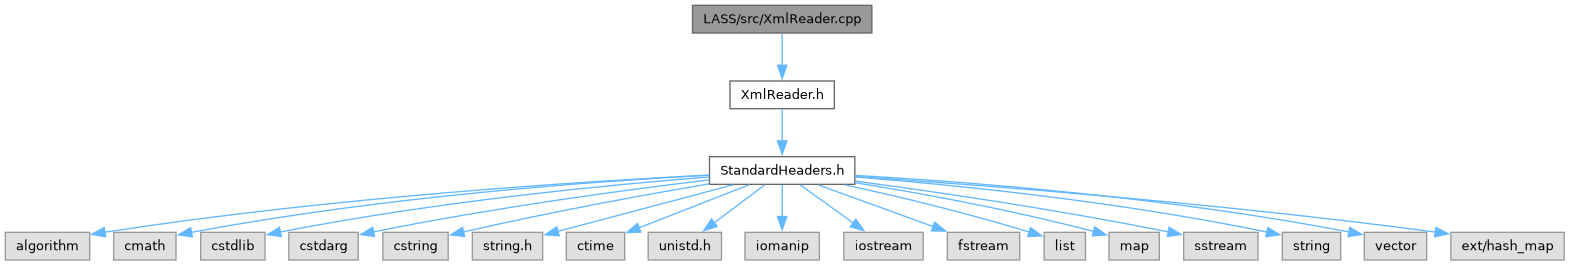 LASS/src/XmlReader.cpp
XmlReader.h
StandardHeaders.h
algorithm
cmath
cstdlib
cstdarg
cstring
string.h
ctime
unistd.h
iomanip
iostream
fstream
list
map
sstream
string
vector
ext/hash_map